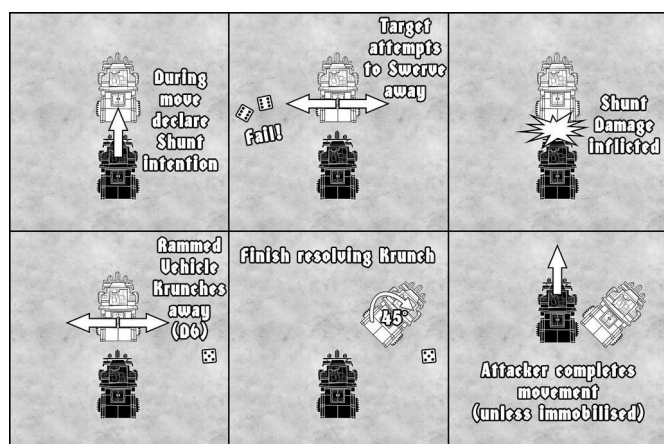 During
move
declare
Shunt
intention
Target
attempts
to Swerve
away
Fail!
Shunt
Damage
inflicted
Rammed
Vehicle
Krunches
away
(D6)
Finish resolving Krunch
45°
Attacker completes
movement
(unless immobilised)